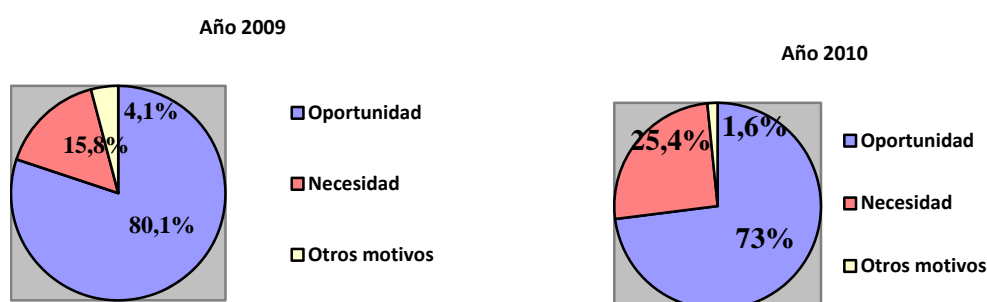 Año 2009
4,1%
15,8%
80,1%
Oportunidad
Necesidad
Otros motivos
Año 2010
1,6%
25,4%
73%
Oportunidad
Necesidad
Otros motivos